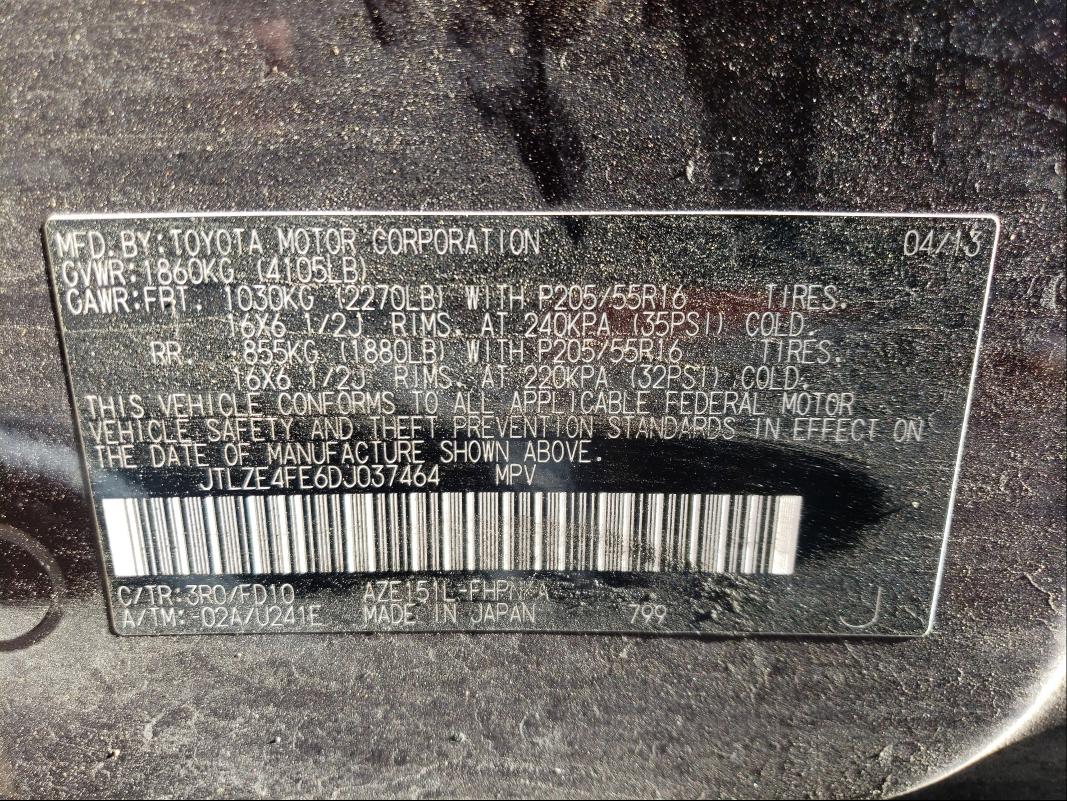 MFD.BY:TOYOTA MOTOR CORPORATION 04/13
GVWR:1860KG (4105LB)
GAWR:FRT. 1030KG (2270LB) WITH P205/55R16 TIRES.
16X6 1/2J RIMS. AT 240KPA (35PSI) COLD.
RR. 855KG (1880LB) WITH P205/55R16 TIRES.
16X6 1/2J RIMS. AT 220KPA (32PSI) COLD.
THIS VEHICLE CONFORMS TO ALL APPLICABLE FEDERAL MOTOR
VEHICLE SAFETY AND THEFT PREVENTION STANDARDS IN EFFECT ON
THE DATE OF MANUFACTURE SHOWN ABOVE.
JTLZE4FE6DJ037464 MPV
C/TR:3R0/FD10 AZE151L-PHPNKA
A/TM:-02A/U241E MADE IN JAPAN 799 J